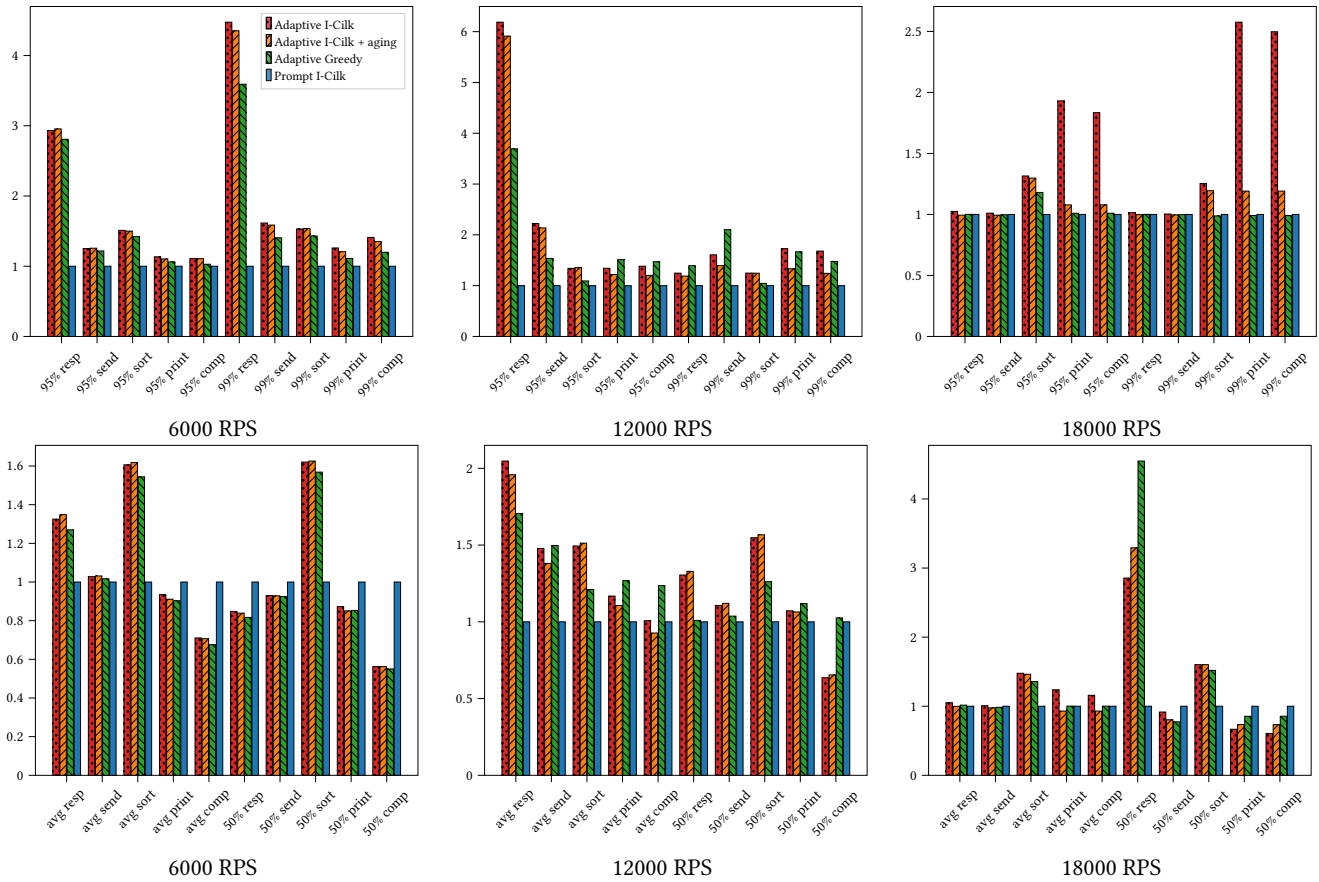 4
3
2
1
0
Adaptive I-Cilk
Adaptive I-Cilk + aging
Adaptive Greedy
Prompt I-Cilk
95% resp
95% send
95% sort
95% print
95% comp
99% resp
99% send
99% sort
99% print
99% comp
6000 RPS
6
5
4
3
2
1
0
95% resp
95% send
95% sort
95% print
95% comp
99% resp
99% send
99% sort
99% print
99% comp
12000 RPS
2.5
2
1.5
1
0.5
0
95% resp
95% send
95% sort
95% print
95% comp
99% resp
99% send
99% sort
99% print
99% comp
18000 RPS
1.6
1.4
1.2
1
0.8
0.6
0.4
0.2
0
avg resp
avg send
avg sort
avg print
avg comp
50% resp
50% send
50% sort
50% print
50% comp
6000 RPS
2
1.5
1
0.5
0
avg resp
avg send
avg sort
avg print
avg comp
50% resp
50% send
50% sort
50% print
50% comp
12000 RPS
4
3
2
1
0
avg resp
avg send
avg sort
avg print
avg comp
50% resp
50% send
50% sort
50% print
50% comp
18000 RPS